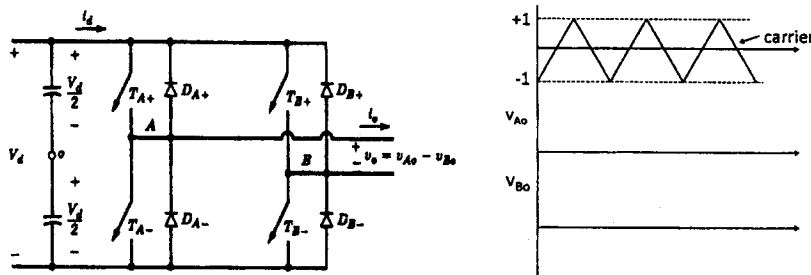 i_d
+
+
V_d/2
−
T_A+
D_A+
T_B+
D_B+
A
i_o
V_d
o
+
−
v_o = v_Ao − v_Bo
B
+
V_d/2
−
T_A−
D_A−
T_B−
D_B−
−
+1
carrier
-1
V_Ao
V_Bo